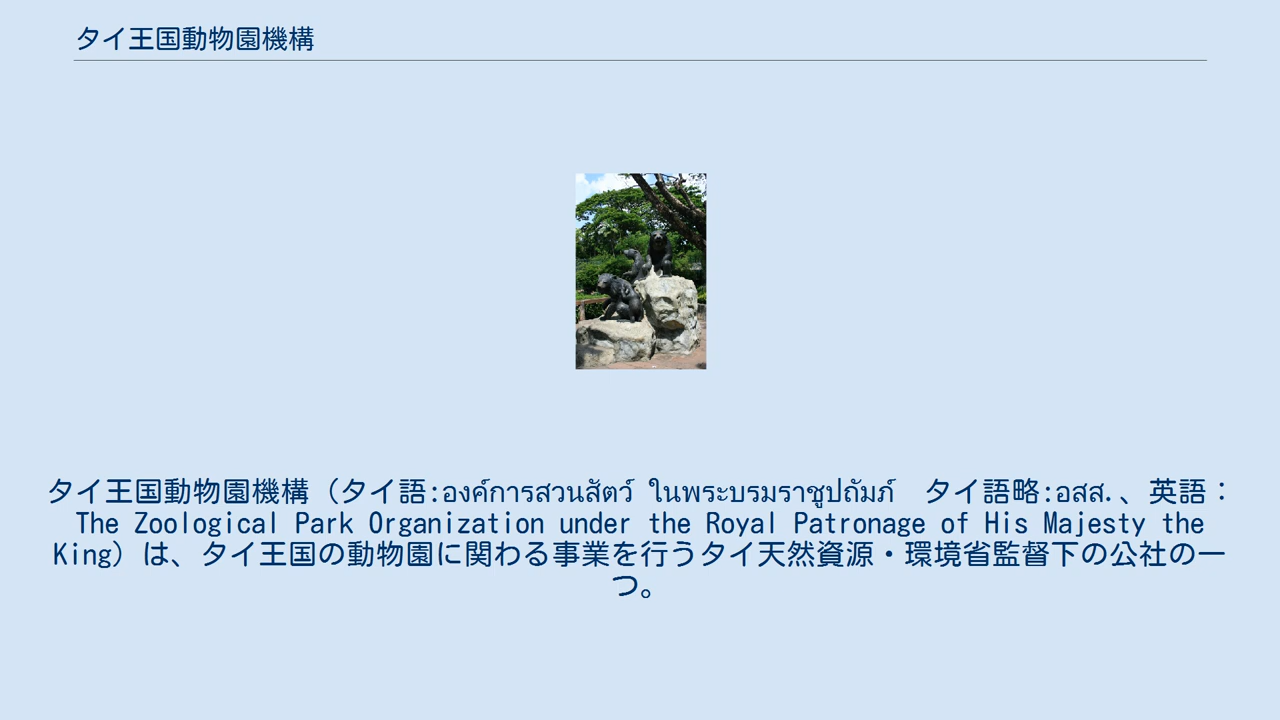 タイ王国動物園機構
タイ王国動物園機構（タイ語:องค์การสวนสัตว์ ในพระบรมราชูปถัมภ์　タイ語略:อสส.、英語：
The Zoological Park Organization under the Royal Patronage of His Majesty the
King）は、タイ王国の動物園に関わる事業を行うタイ天然資源・環境省監督下の公社の一
つ。